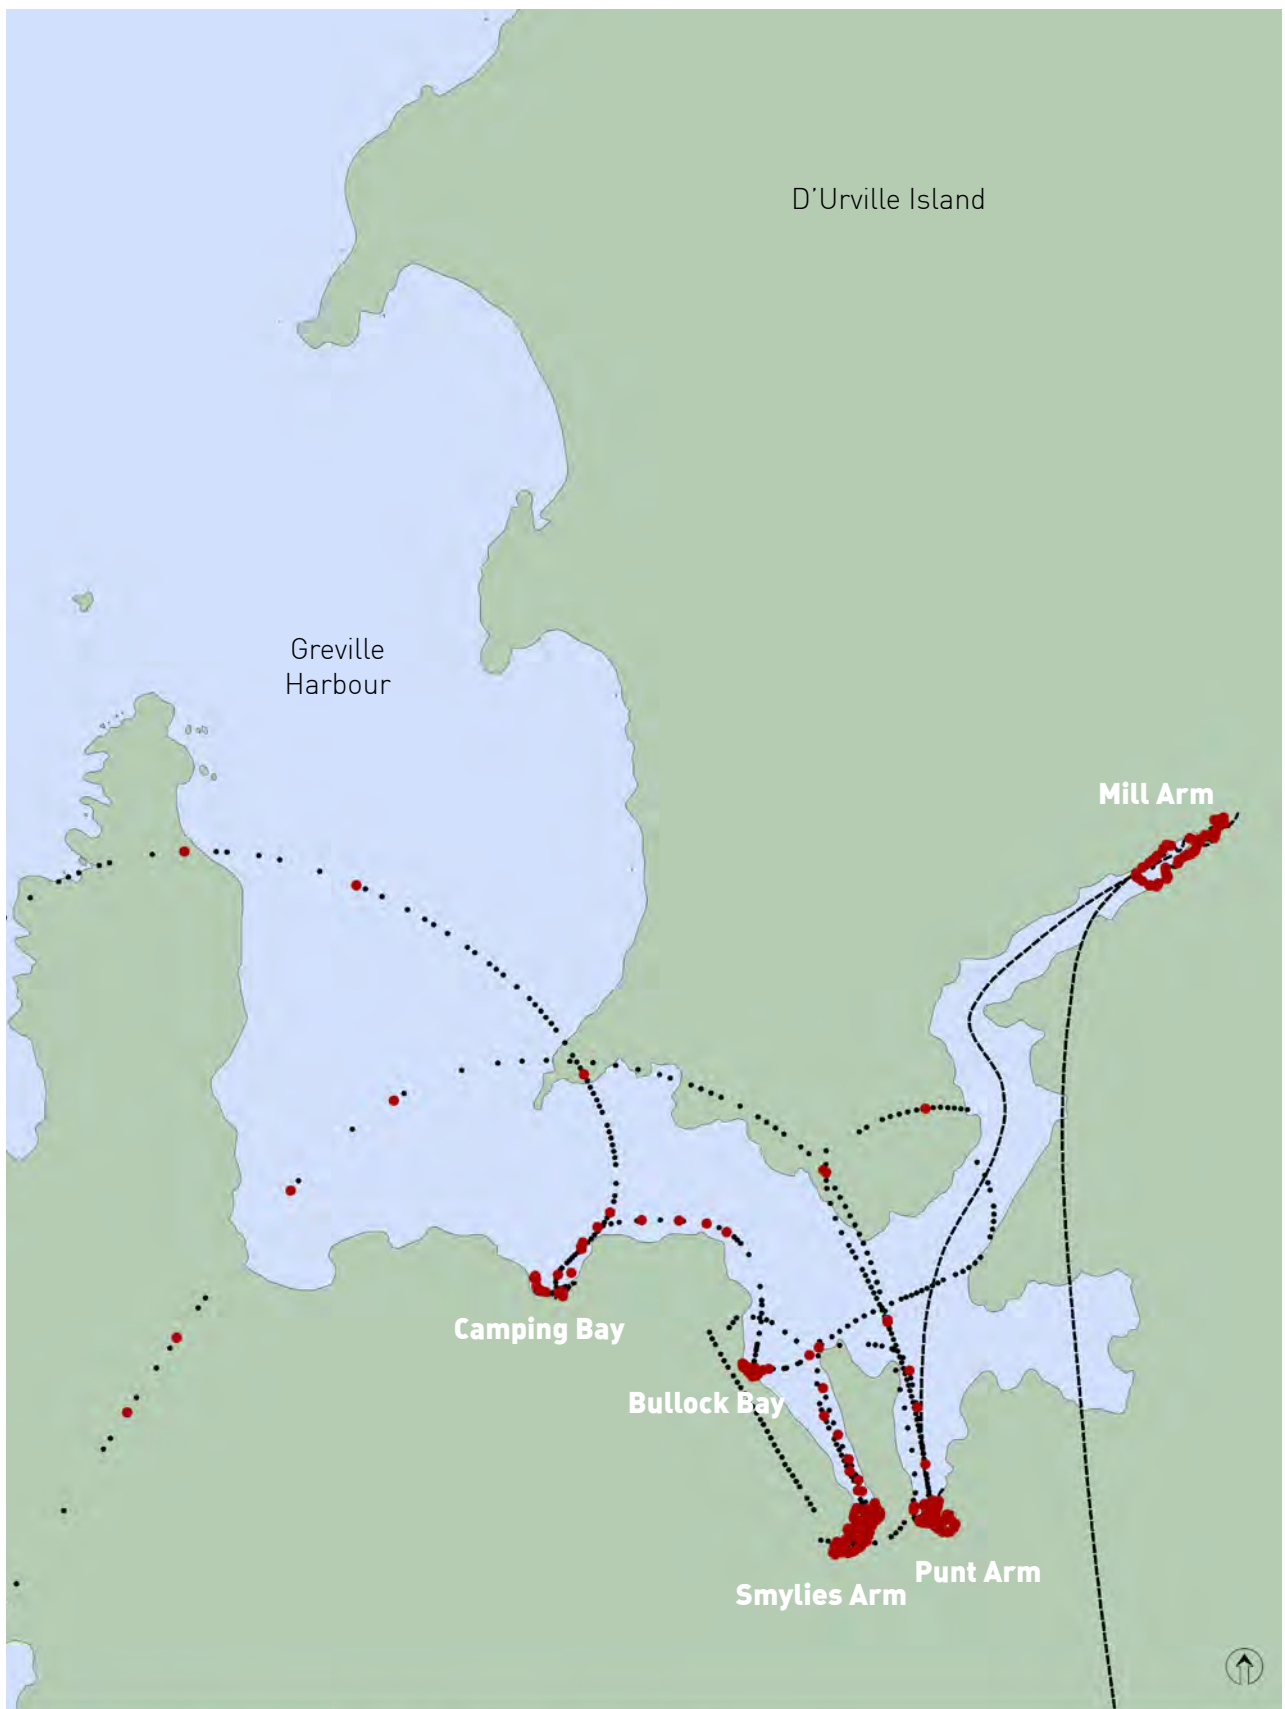 D'Urville Island
Greville
Harbour
Mill Arm
Camping Bay
Bullock Bay
Punt Arm
Smylies Arm